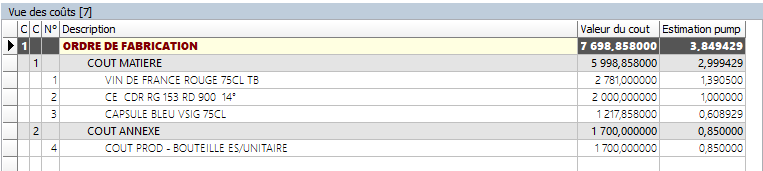 Vue des coûts [7]
C C N° Description Valeur du cout Estimation pump
1 ORDRE DE FABRICATION 7 698,858000 3,849429
1 COUT MATIERE 5 998,858000 2,999429
1 VIN DE FRANCE ROUGE 75CL TB 2 781,000000 1,390500
2 CE CDR RG 153 RD 900 14° 2 000,000000 1,000000
3 CAPSULE BLEU VSIG 75CL 1 217,858000 0,608929
2 COUT ANNEXE 1 700,000000 0,850000
4 COUT PROD - BOUTEILLE ES/UNITAIRE 1 700,000000 0,850000